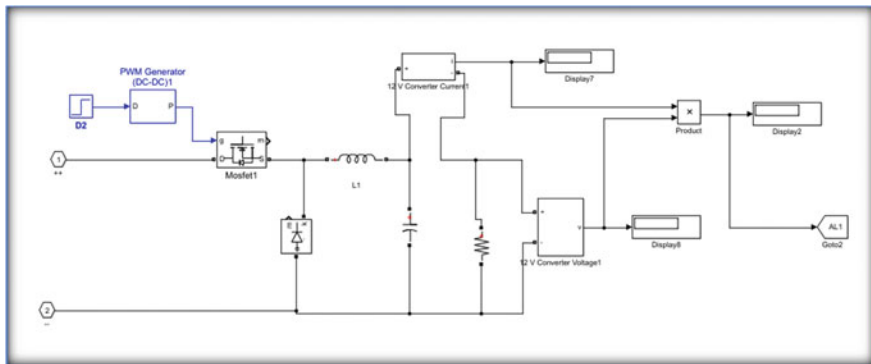 PWM Generator
(DC-DC)1
D
P
D2
i
+
-
12 V Converter Current1
Display7
×
Product
Display2
g
m
D
S
Mosfet1
1
++
L1
m
+
-
v
12 V Converter Voltage1
Display8
AL1
Goto2
2
--